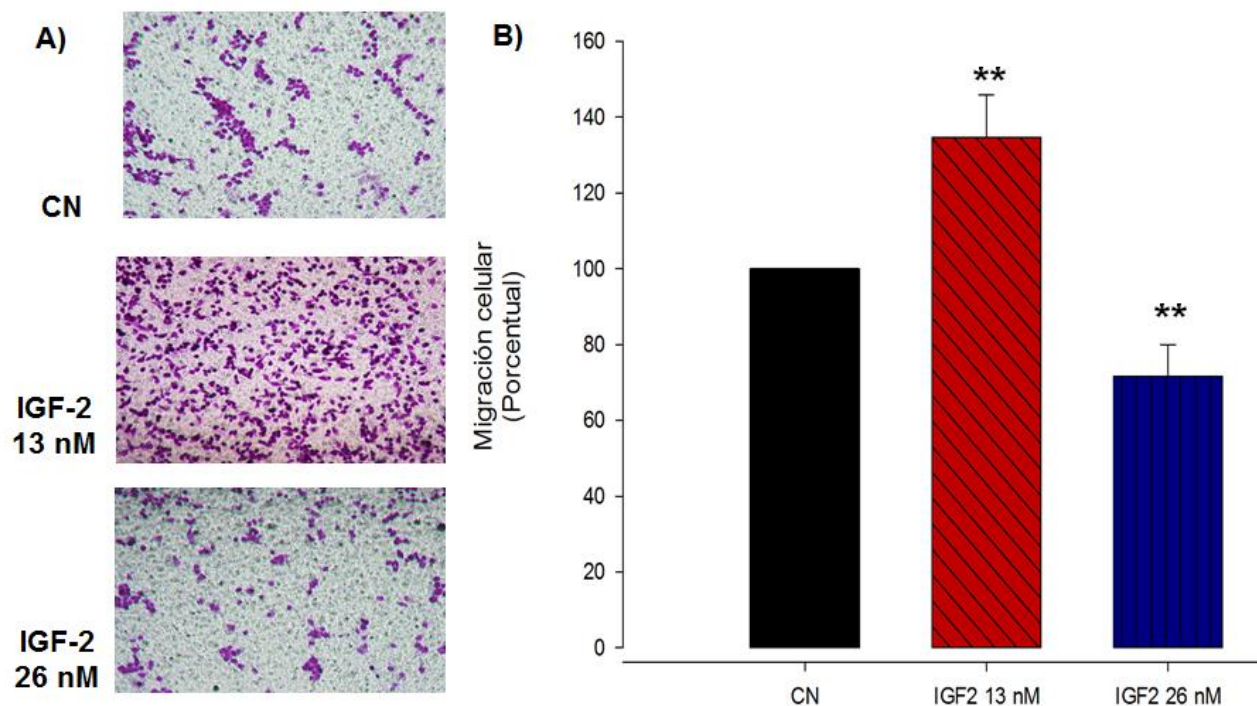 A)
CN
IGF-2
13 nM
IGF-2
26 nM
B)
Migración celular
(Porcentual)
160
140
120
100
80
60
40
20
0
**
**
CN
IGF2 13 nM
IGF2 26 nM